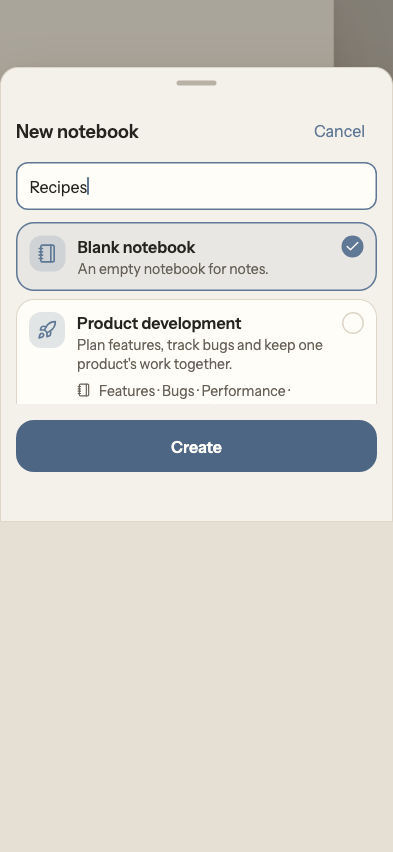 New notebook
Cancel
Recipes
Blank notebook
An empty notebook for notes.
Product development
Plan features, track bugs and keep one
product's work together.
Features · Bugs · Performance ·
Create